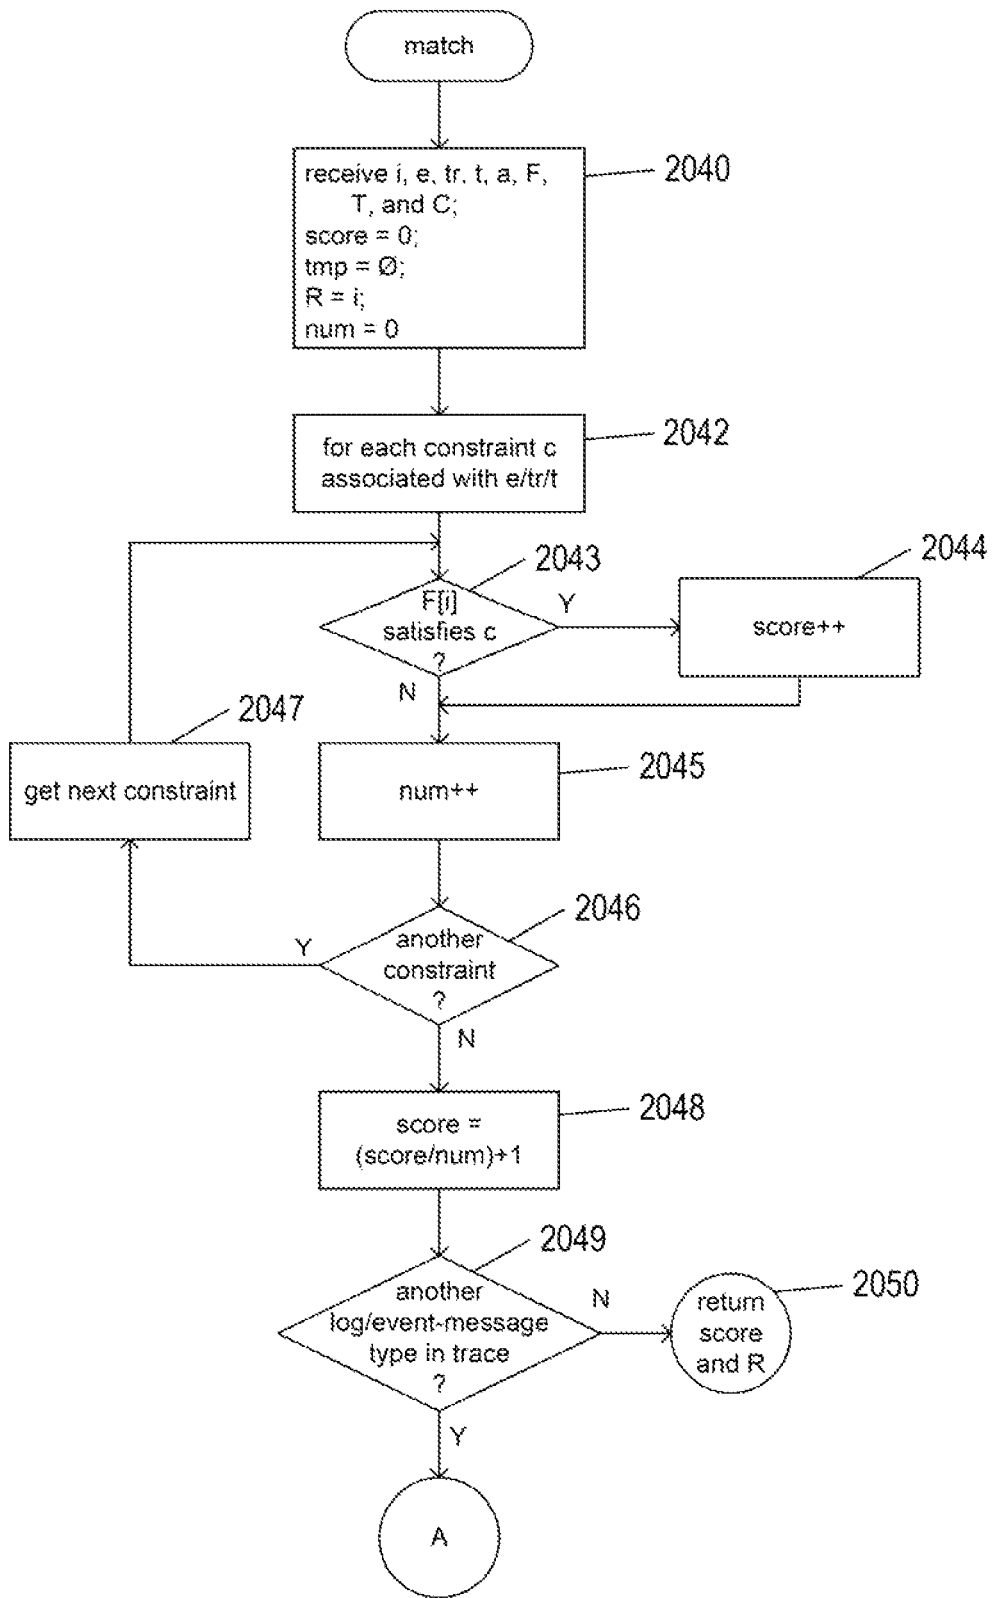 match
receive i, e, tr, t, a, F,
T, and C;
score = 0;
tmp = Ø;
R = i;
num = 0
2040
for each constraint c
associated with e/tr/t
2042
2043
F[i]
satisfies c
?
Y
N
2044
score++
2047
get next constraint
num++
2045
2046
another
constraint
?
Y
N
score =
(score/num)+1
2048
2049
another
log/event-message
type in trace
?
N
Y
return
score
and R
2050
A